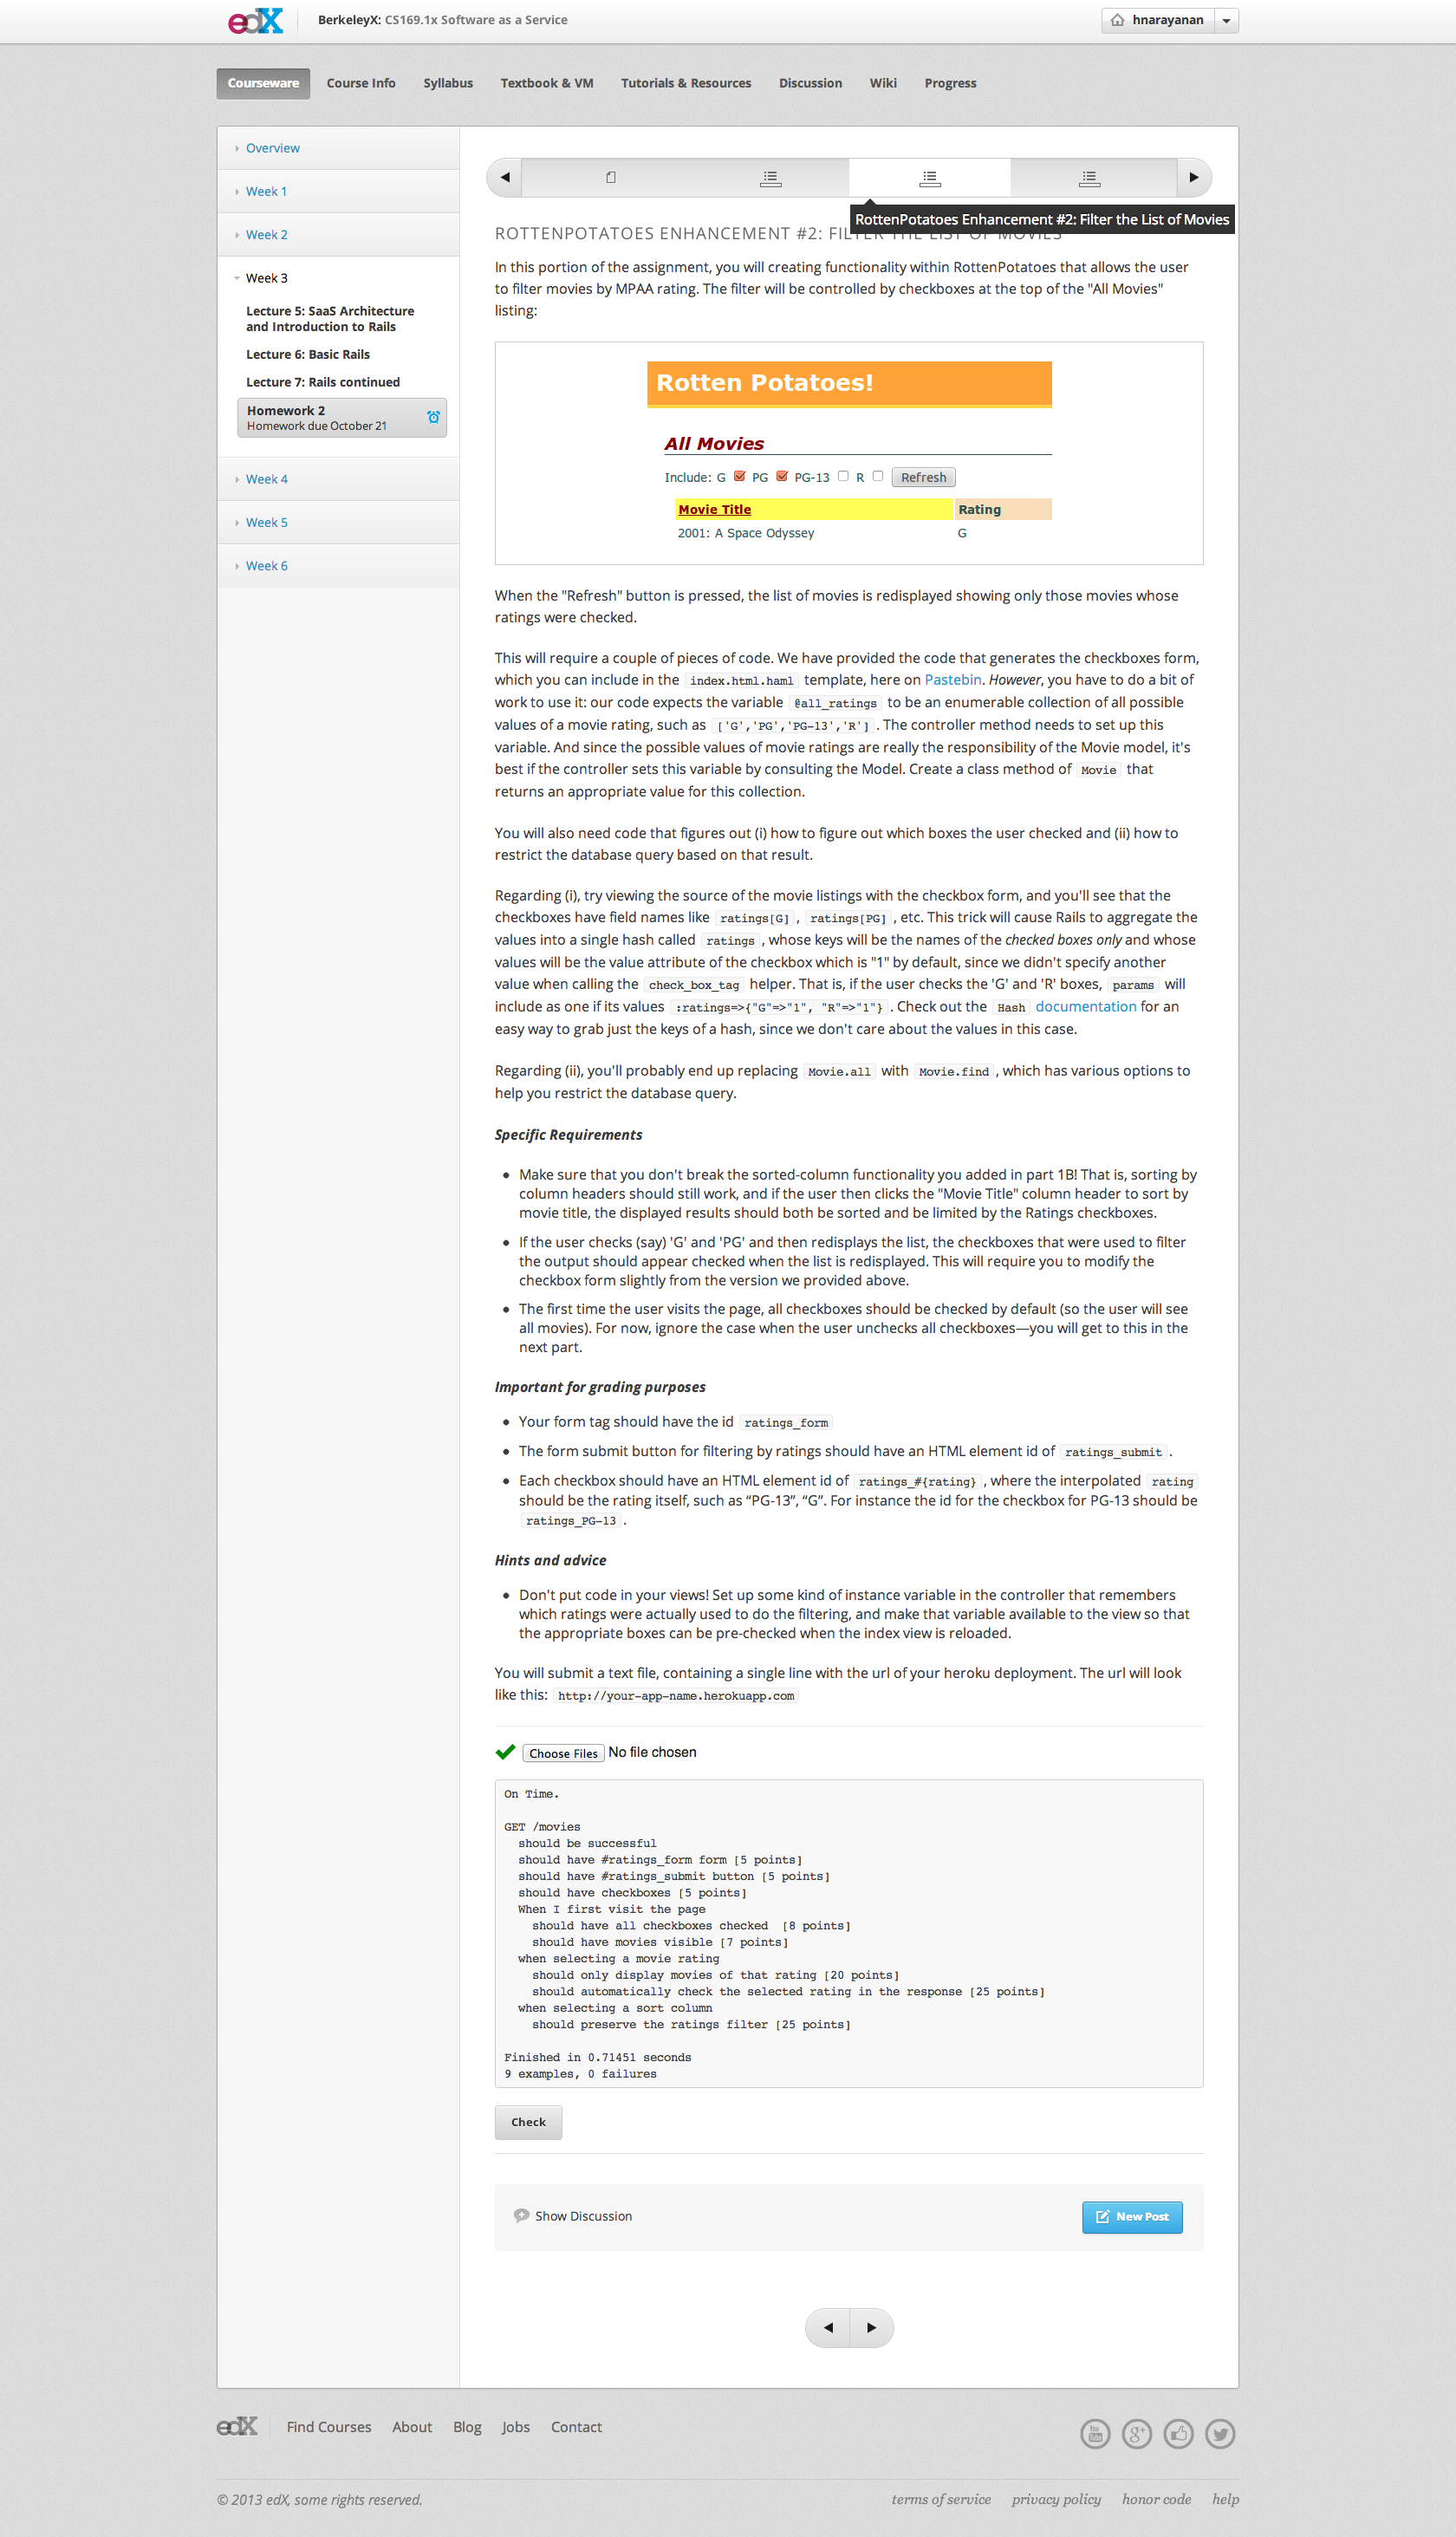 edX
BerkeleyX: CS169.1x Software as a Service
hnarayanan
Courseware Course Info Syllabus Textbook & VM Tutorials & Resources Discussion Wiki Progress
Overview
Week 1
Week 2
Week 3
Lecture 5: SaaS Architecture
and Introduction to Rails
Lecture 6: Basic Rails
Lecture 7: Rails continued
Homework 2
Homework due October 21
Week 4
Week 5
Week 6
RottenPotatoes Enhancement #2: Filter the List of Movies
ROTTENPOTATOES ENHANCEMENT #2: FILTER THE LIST OF MOVIES
In this portion of the assignment, you will creating functionality within RottenPotatoes that allows the user
to filter movies by MPAA rating. The filter will be controlled by checkboxes at the top of the "All Movies"
listing:
Rotten Potatoes!
All Movies
Include: G PG PG-13 R Refresh
Movie Title Rating
2001: A Space Odyssey G
When the "Refresh" button is pressed, the list of movies is redisplayed showing only those movies whose
ratings were checked.
This will require a couple of pieces of code. We have provided the code that generates the checkboxes form,
which you can include in the index.html.haml template, here on Pastebin. However, you have to do a bit of
work to use it: our code expects the variable @all_ratings to be an enumerable collection of all possible
values of a movie rating, such as ['G','PG','PG-13','R'] . The controller method needs to set up this
variable. And since the possible values of movie ratings are really the responsibility of the Movie model, it's
best if the controller sets this variable by consulting the Model. Create a class method of Movie that
returns an appropriate value for this collection.
You will also need code that figures out (i) how to figure out which boxes the user checked and (ii) how to
restrict the database query based on that result.
Regarding (i), try viewing the source of the movie listings with the checkbox form, and you'll see that the
checkboxes have field names like ratings[G] , ratings[PG] , etc. This trick will cause Rails to aggregate the
values into a single hash called ratings , whose keys will be the names of the checked boxes only and whose
values will be the value attribute of the checkbox which is "1" by default, since we didn't specify another
value when calling the check_box_tag helper. That is, if the user checks the 'G' and 'R' boxes, params will
include as one if its values :ratings=>{"G"=>"1", "R"=>"1"} . Check out the Hash documentation for an
easy way to grab just the keys of a hash, since we don't care about the values in this case.
Regarding (ii), you'll probably end up replacing Movie.all with Movie.find , which has various options to
help you restrict the database query.
Specific Requirements
Make sure that you don't break the sorted-column functionality you added in part 1B! That is, sorting by
column headers should still work, and if the user then clicks the "Movie Title" column header to sort by
movie title, the displayed results should both be sorted and be limited by the Ratings checkboxes.
If the user checks (say) 'G' and 'PG' and then redisplays the list, the checkboxes that were used to filter
the output should appear checked when the list is redisplayed. This will require you to modify the
checkbox form slightly from the version we provided above.
The first time the user visits the page, all checkboxes should be checked by default (so the user will see
all movies). For now, ignore the case when the user unchecks all checkboxes—you will get to this in the
next part.
Important for grading purposes
Your form tag should have the id ratings_form
The form submit button for filtering by ratings should have an HTML element id of ratings_submit .
Each checkbox should have an HTML element id of ratings_#{rating} , where the interpolated rating
should be the rating itself, such as “PG-13”, “G”. For instance the id for the checkbox for PG-13 should be
ratings_PG-13 .
Hints and advice
Don't put code in your views! Set up some kind of instance variable in the controller that remembers
which ratings were actually used to do the filtering, and make that variable available to the view so that
the appropriate boxes can be pre-checked when the index view is reloaded.
You will submit a text file, containing a single line with the url of your heroku deployment. The url will look
like this: http://your-app-name.herokuapp.com
Choose Files No file chosen
On Time.
GET /movies
should be successful
should have #ratings_form form [5 points]
should have #ratings_submit button [5 points]
should have checkboxes [5 points]
When I first visit the page
should have all checkboxes checked [8 points]
should have movies visible [7 points]
when selecting a movie rating
should only display movies of that rating [20 points]
should automatically check the selected rating in the response [25 points]
when selecting a sort column
should preserve the ratings filter [25 points]
Finished in 0.71451 seconds
9 examples, 0 failures
Check
Show Discussion
New Post
edX
Find Courses About Blog Jobs Contact
You Tube g+
© 2013 edX, some rights reserved.
terms of service privacy policy honor code help